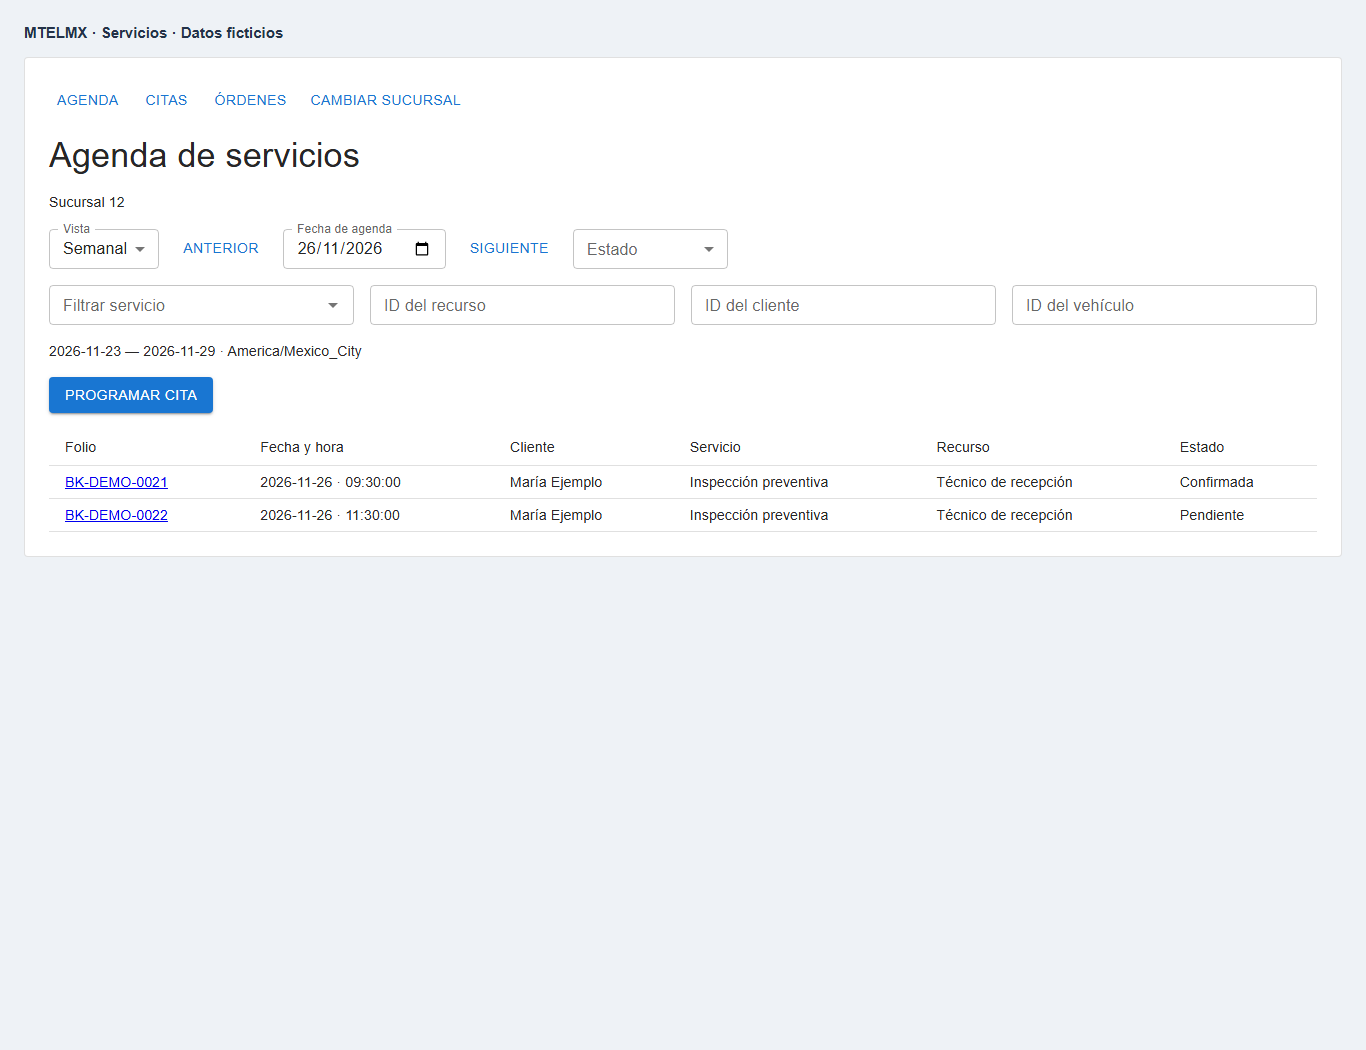 MTELMX · Servicios · Datos ficticios
AGENDA CITAS ÓRDENES CAMBIAR SUCURSAL
Agenda de servicios
Sucursal 12
Vista Fecha de agenda
Semanal ANTERIOR 26/11/2026 SIGUIENTE Estado
Filtrar servicio ID del recurso ID del cliente ID del vehículo
2026-11-23 — 2026-11-29 · America/Mexico_City
PROGRAMAR CITA
Folio Fecha y hora Cliente Servicio Recurso Estado
BK-DEMO-0021 2026-11-26 · 09:30:00 María Ejemplo Inspección preventiva Técnico de recepción Confirmada
BK-DEMO-0022 2026-11-26 · 11:30:00 María Ejemplo Inspección preventiva Técnico de recepción Pendiente